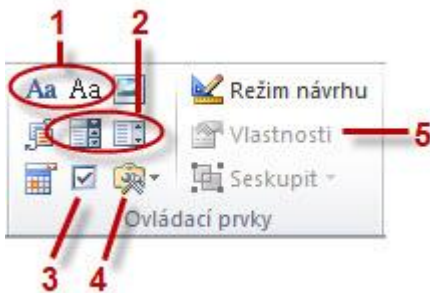 1
2
Aa Aa Režim návrhu
Vlastnosti 5
Seskupit
Ovládací prvky
3 4